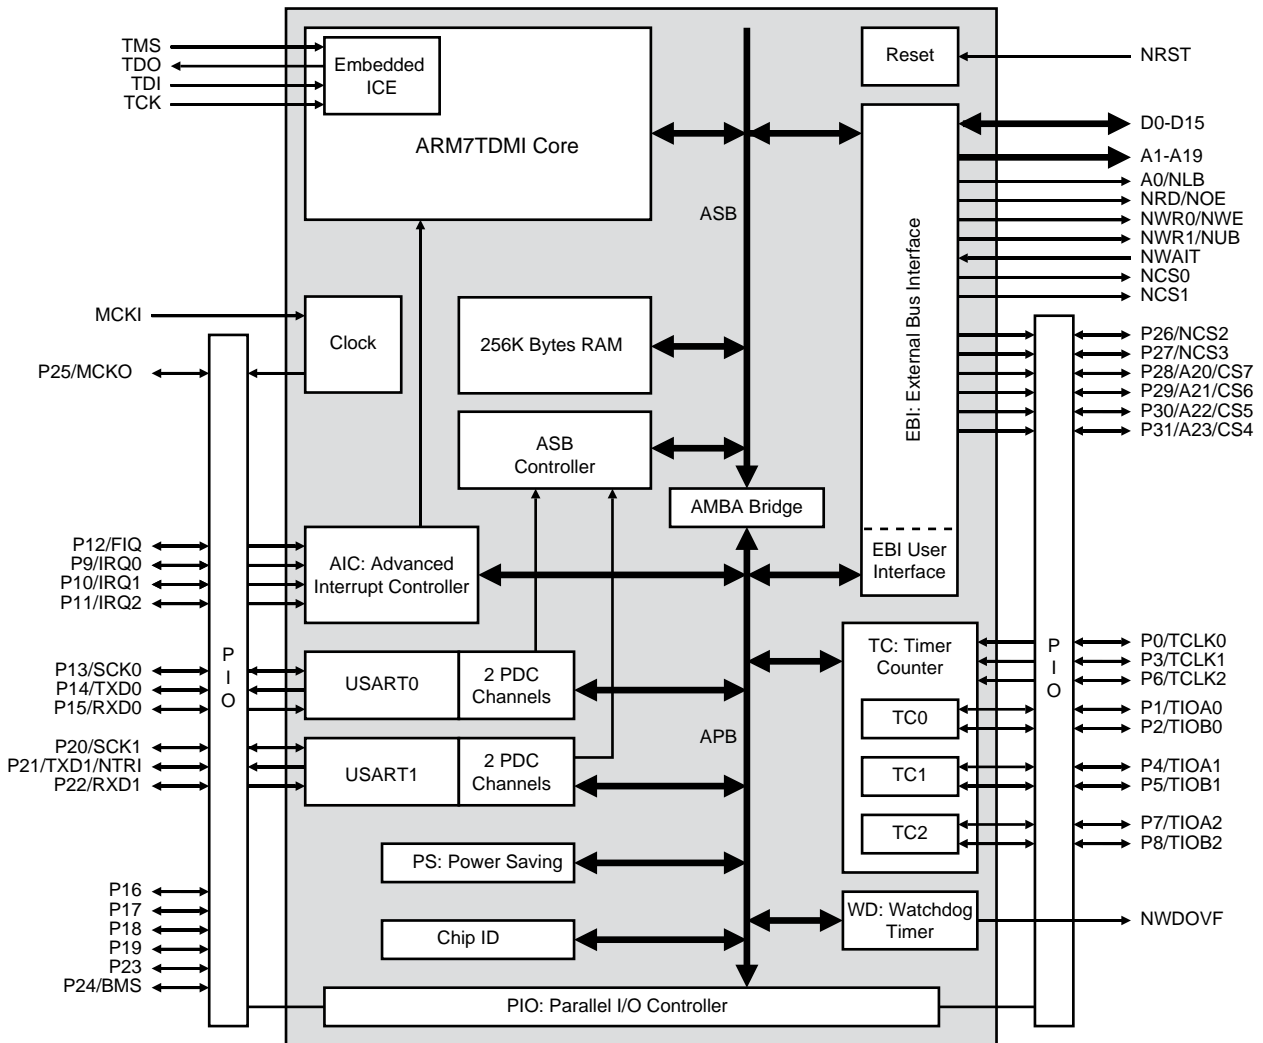 TMS
TDO
TDI
TCK
Embedded
ICE
ARM7TDMI Core
Reset
NRST
D0-D15
A1-A19
A0/NLB
NRD/NOE
NWR0/NWE
NWR1/NUB
NWAIT
NCS0
NCS1
ASB
EBI: External Bus Interface
MCKI
Clock
256K Bytes RAM
P25/MCKO
P26/NCS2
P27/NCS3
P28/A20/CS7
P29/A21/CS6
P30/A22/CS5
P31/A23/CS4
ASB
Controller
AMBA Bridge
EBI User
Interface
P12/FIQ
P9/IRQ0
P10/IRQ1
P11/IRQ2
AIC: Advanced
Interrupt Controller
P
I
O
P13/SCK0
P14/TXD0
P15/RXD0
USART0
2 PDC
Channels
P20/SCK1
P21/TXD1/NTRI
P22/RXD1
USART1
2 PDC
Channels
APB
TC: Timer
Counter
TC0
TC1
TC2
P
I
O
P0/TCLK0
P3/TCLK1
P6/TCLK2
P1/TIOA0
P2/TIOB0
P4/TIOA1
P5/TIOB1
P7/TIOA2
P8/TIOB2
PS: Power Saving
Chip ID
WD: Watchdog
Timer
NWDOVF
P16
P17
P18
P19
P23
P24/BMS
PIO: Parallel I/O Controller